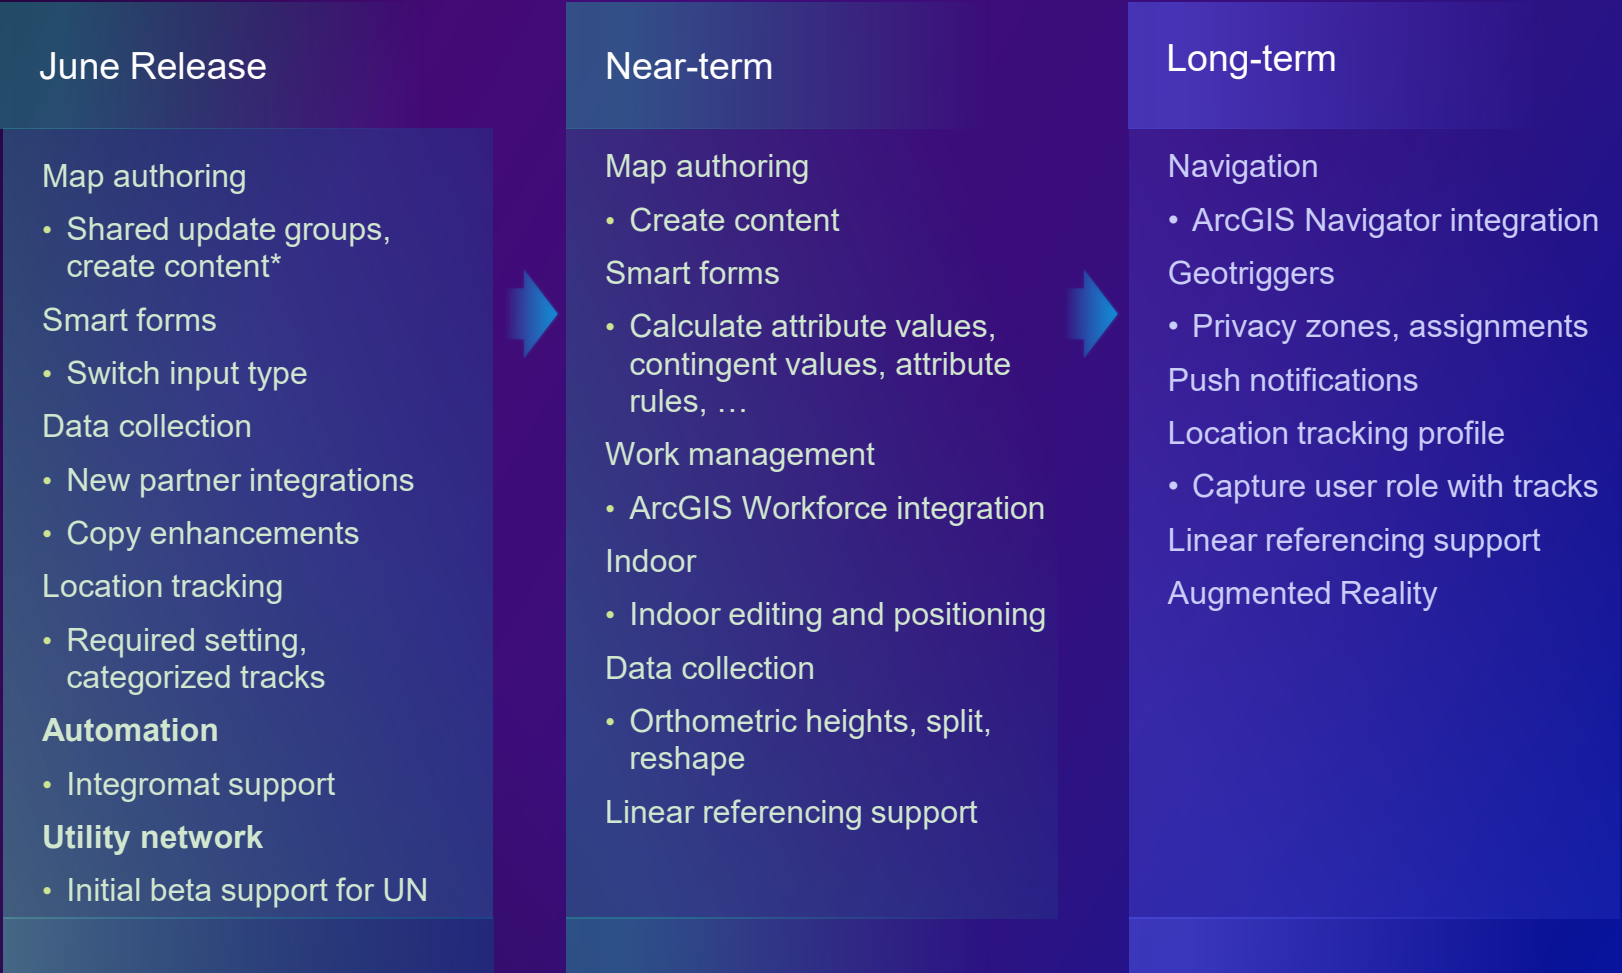 June Release
Map authoring
• Shared update groups,
create content*
Smart forms
• Switch input type
Data collection
• New partner integrations
• Copy enhancements
Location tracking
• Required setting,
categorized tracks
Automation
• Integromat support
Utility network
• Initial beta support for UN
Near-term
Map authoring
• Create content
Smart forms
• Calculate attribute values,
contingent values, attribute
rules, …
Work management
• ArcGIS Workforce integration
Indoor
• Indoor editing and positioning
Data collection
• Orthometric heights, split,
reshape
Linear referencing support
Long-term
Navigation
• ArcGIS Navigator integration
Geotriggers
• Privacy zones, assignments
Push notifications
Location tracking profile
• Capture user role with tracks
Linear referencing support
Augmented Reality